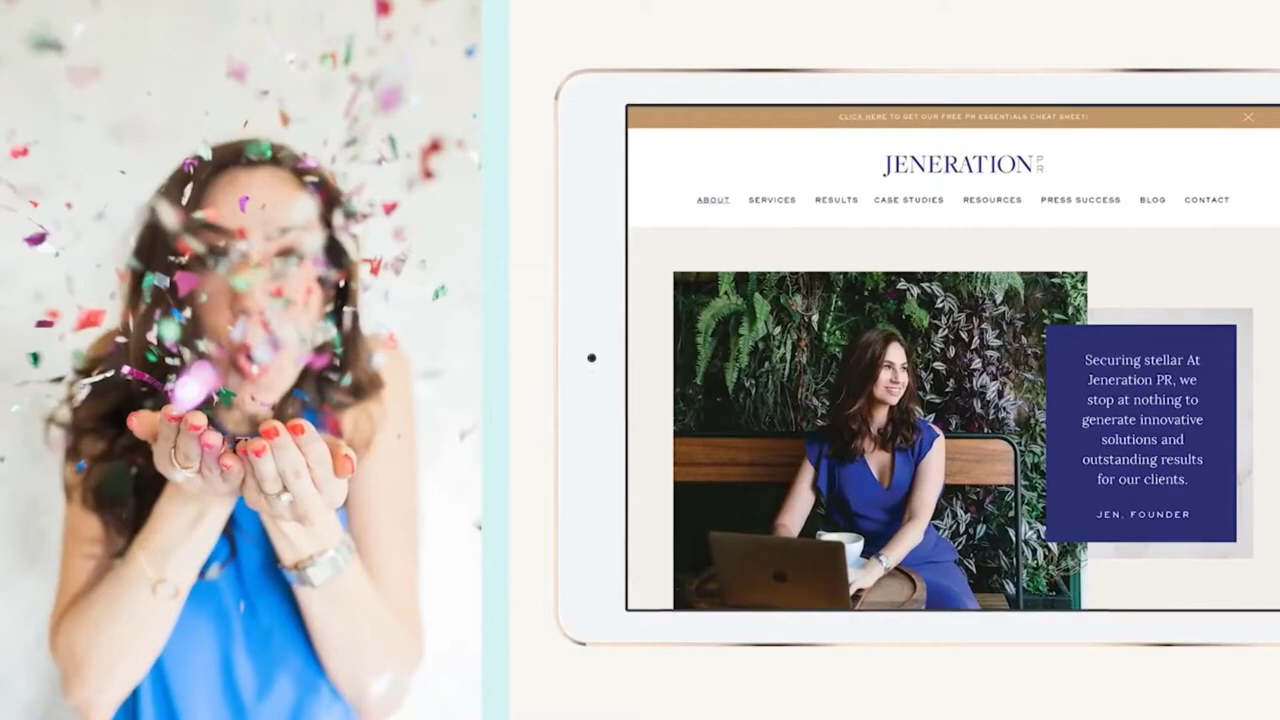 CLICK HERE TO GET OUR FREE PR ESSENTIALS CHEAT SHEET!
JENERATION PR
ABOUT SERVICES RESULTS CASE STUDIES RESOURCES PRESS SUCCESS BLOG CONTACT
Securing stellar At
Jeneration PR, we
stop at nothing to
generate innovative
solutions and
outstanding results
for our clients.
JEN, FOUNDER